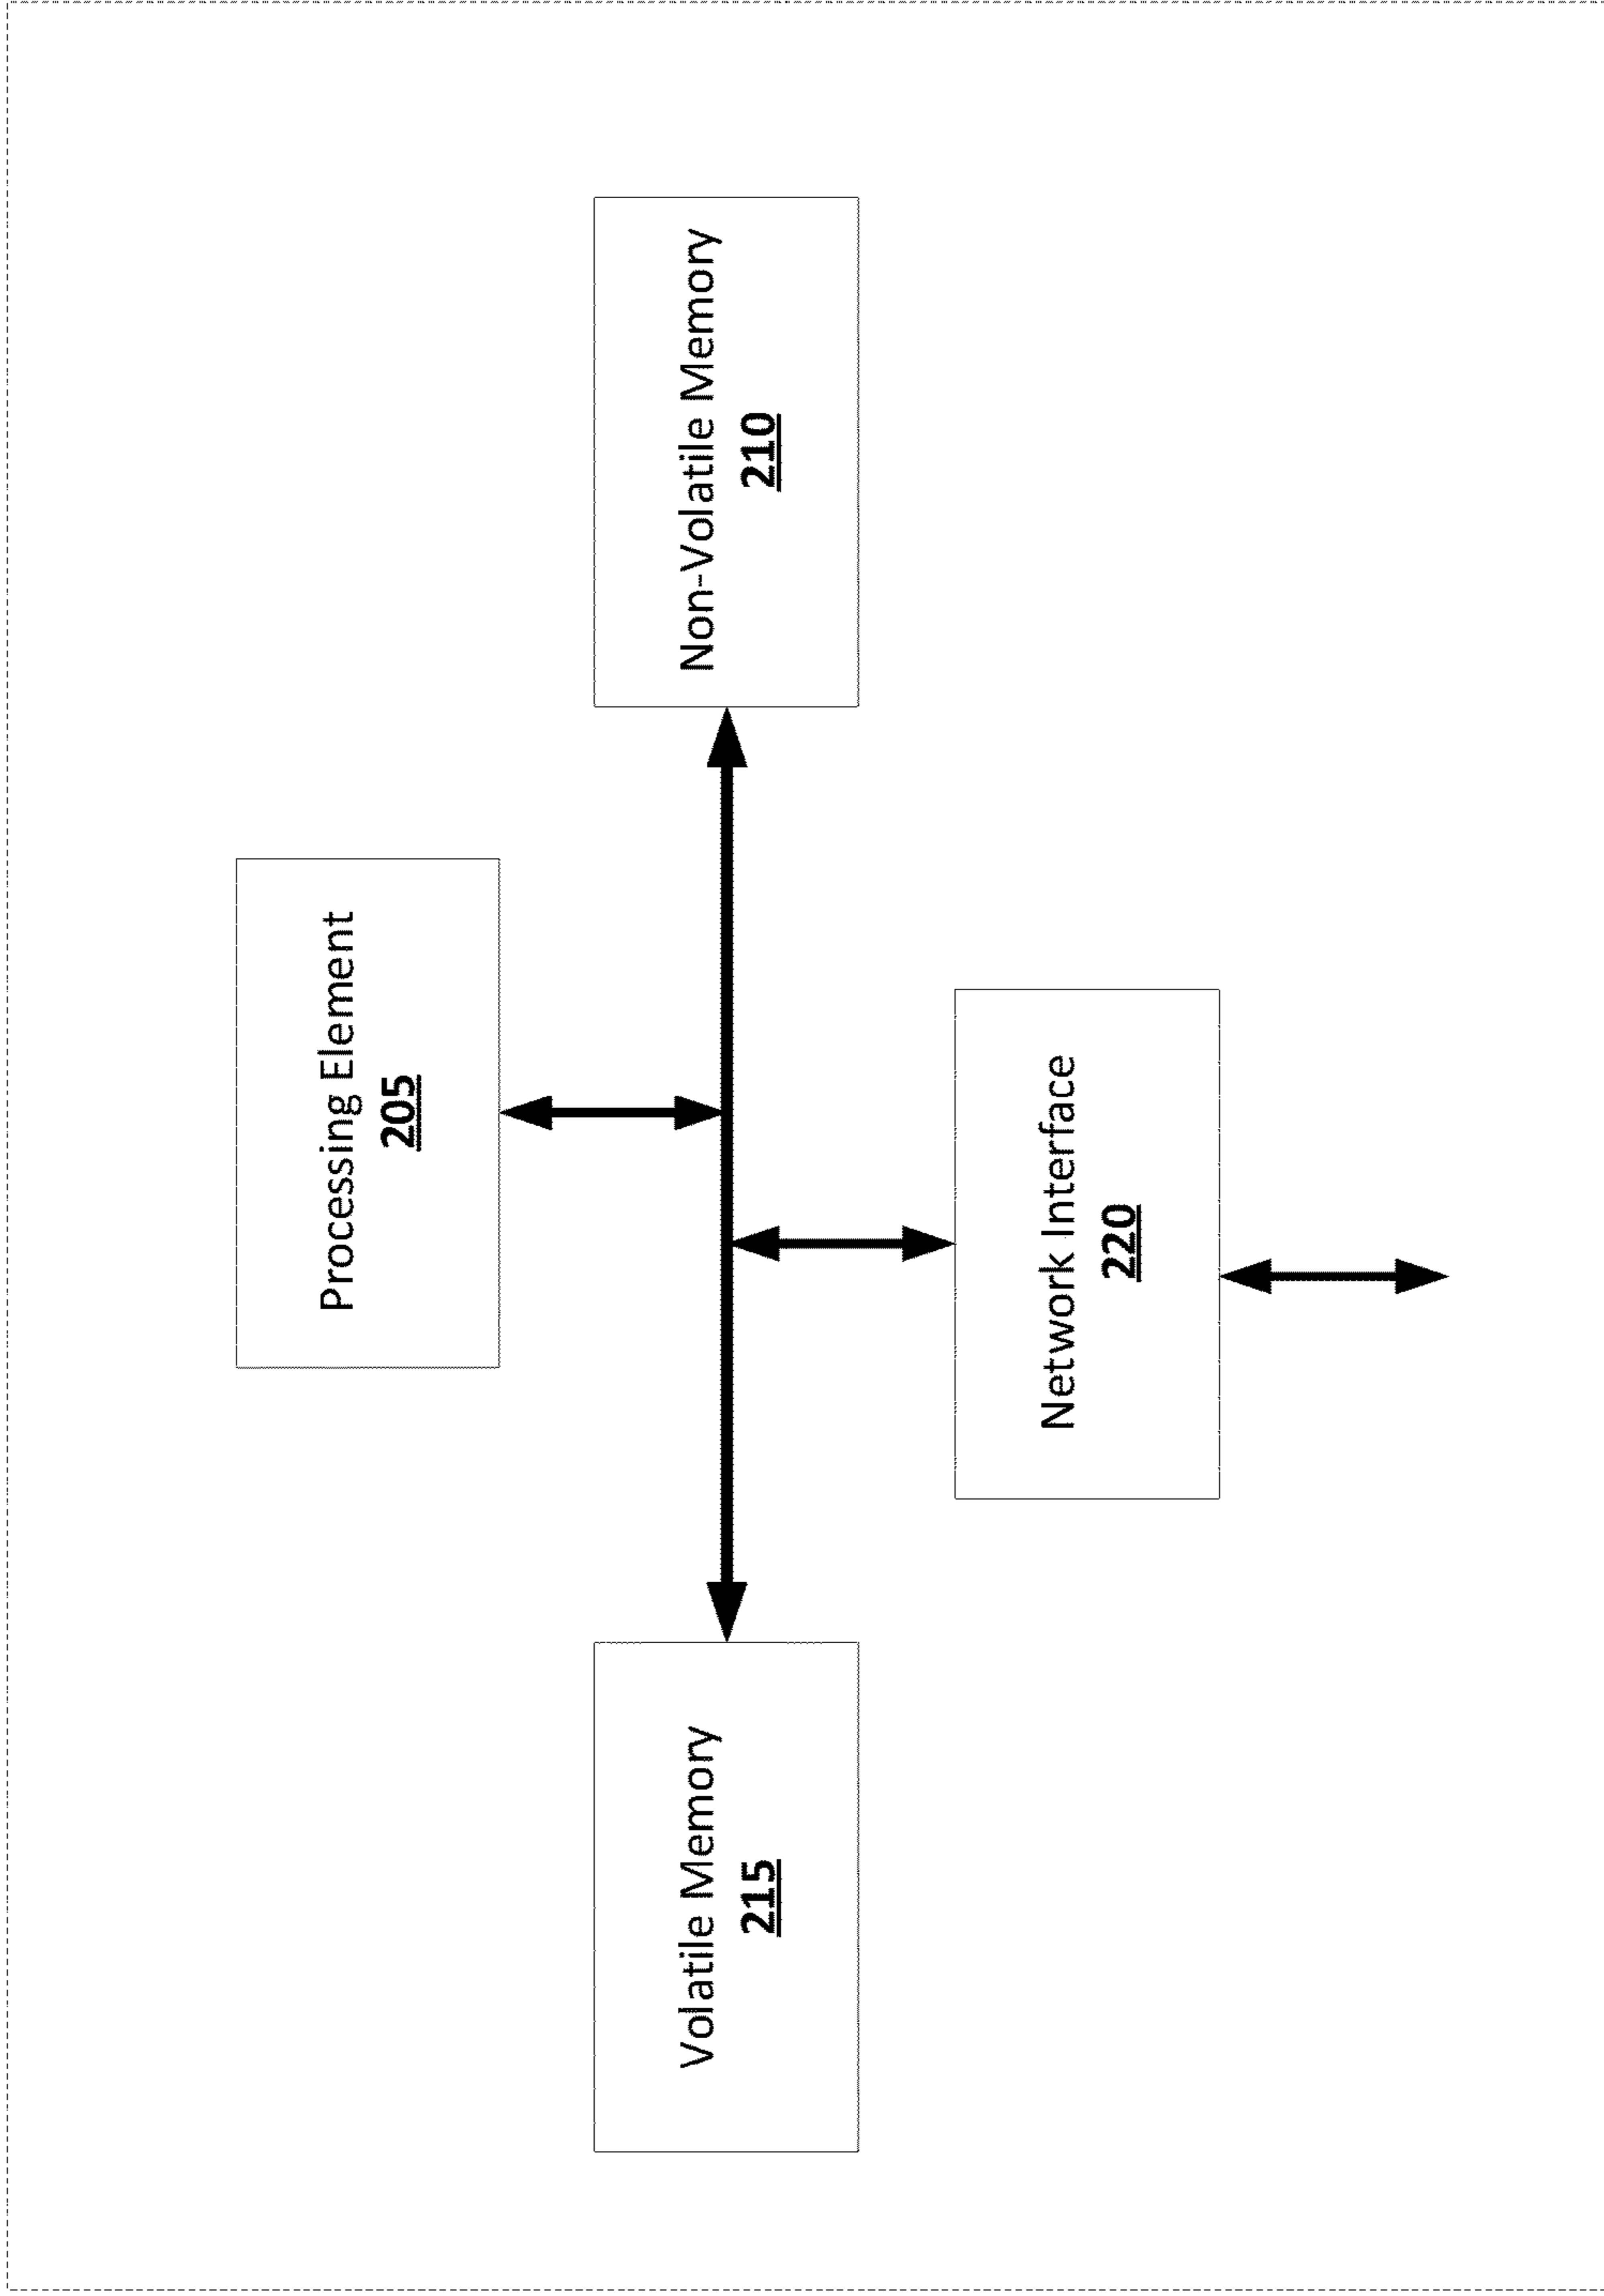 Processing Element
205
Volatile Memory
215
Non-Volatile Memory
210
Network Interface
220